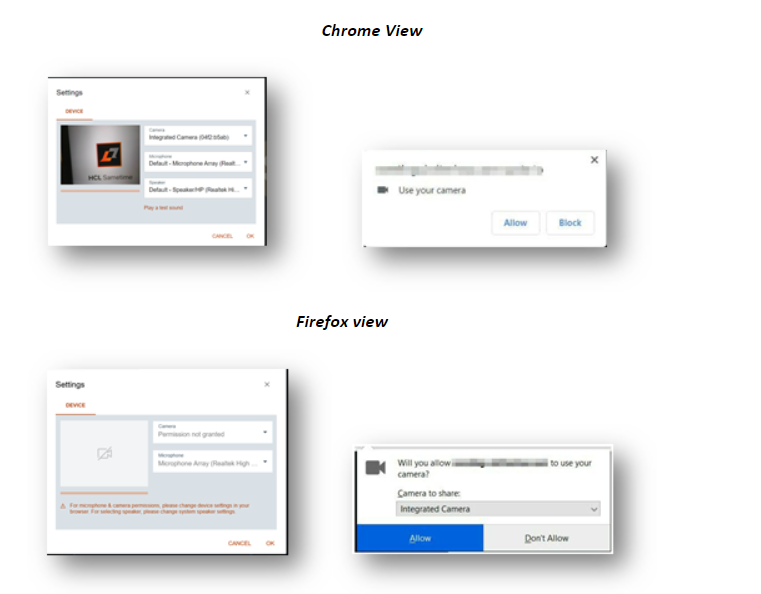 Chrome View
Settings
DEVICE
Camera
Integrated Camera (04f2:b5ab)
Microphone
Default - Microphone Array (Realt...
Speaker
Default - Speaker/HP (Realtek Hi...
HCL Sametime
Play a test sound
CANCEL OK
Use your camera
Allow Block
Firefox view
Settings
DEVICE
Camera
Permission not granted
Microphone
Microphone Array (Realtek High ...
For microphone & camera permissions, please change device settings in your
browser. For selecting speaker, please change system speaker settings.
CANCEL OK
Will you allow to use your
camera?
Camera to share:
Integrated Camera
Allow Don't Allow